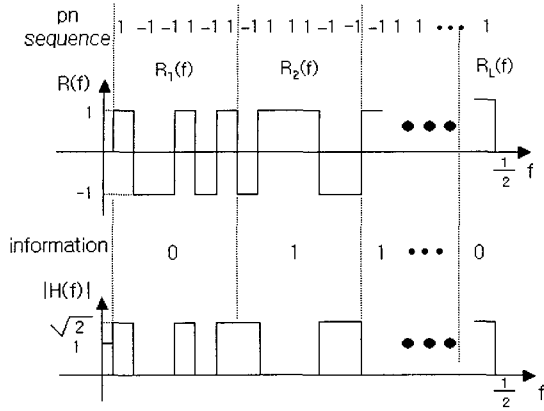 pn sequence 1 -1 -1 1 -1 1 -1 1 1 1 -1 -1 -1 1 1 ••• 1
R₁(f) R₂(f) R_L(f)
R(f)
1
-1
1/2 f
information 0 1 1 ••• 0
|H(f)|
√2
1
1/2 f